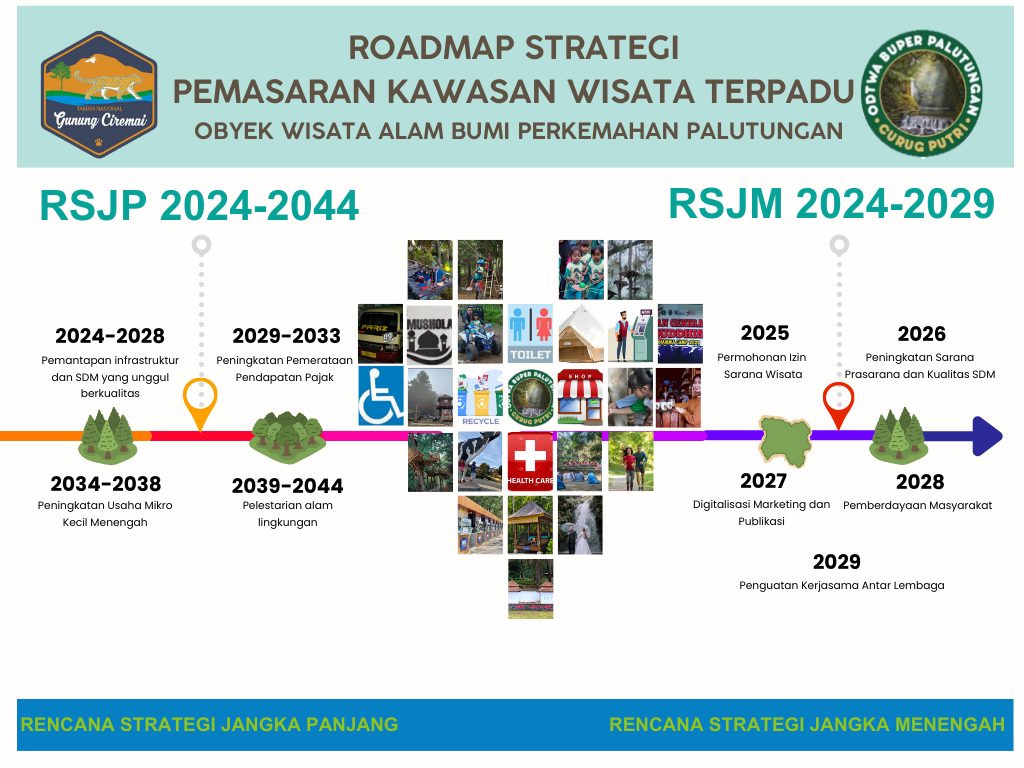 ROADMAP STRATEGI
PEMASARAN KAWASAN WISATA TERPADU
OBYEK WISATA ALAM BUMI PERKEMAHAN PALUTUNGAN
TAMAN NASIONAL
Gunung Ciremai
ODTWA BUPER PALUTUNGAN
CURUG PUTRI
RSJP 2024-2044
RSJM 2024-2029
2024-2028
Pemantapan infrastruktur
dan SDM yang unggul
berkualitas
2029-2033
Peningkatan Pemerataan
Pendapatan Pajak
2034-2038
Peningkatan Usaha Mikro
Kecil Menengah
2039-2044
Pelestarian alam
lingkungan
PARIZ
MUSHOLA
TOILET
RECYCLE
SHOP
CURUG PUTRI
HEALTH CARE
2025
Permohonan Izin
Sarana Wisata
2026
Peningkatan Sarana
Prasarana dan Kualitas SDM
2027
Digitalisasi Marketing dan
Publikasi
2028
Pemberdayaan Masyarakat
2029
Penguatan Kerjasama Antar Lembaga
RENCANA STRATEGI JANGKA PANJANG
RENCANA STRATEGI JANGKA MENENGAH